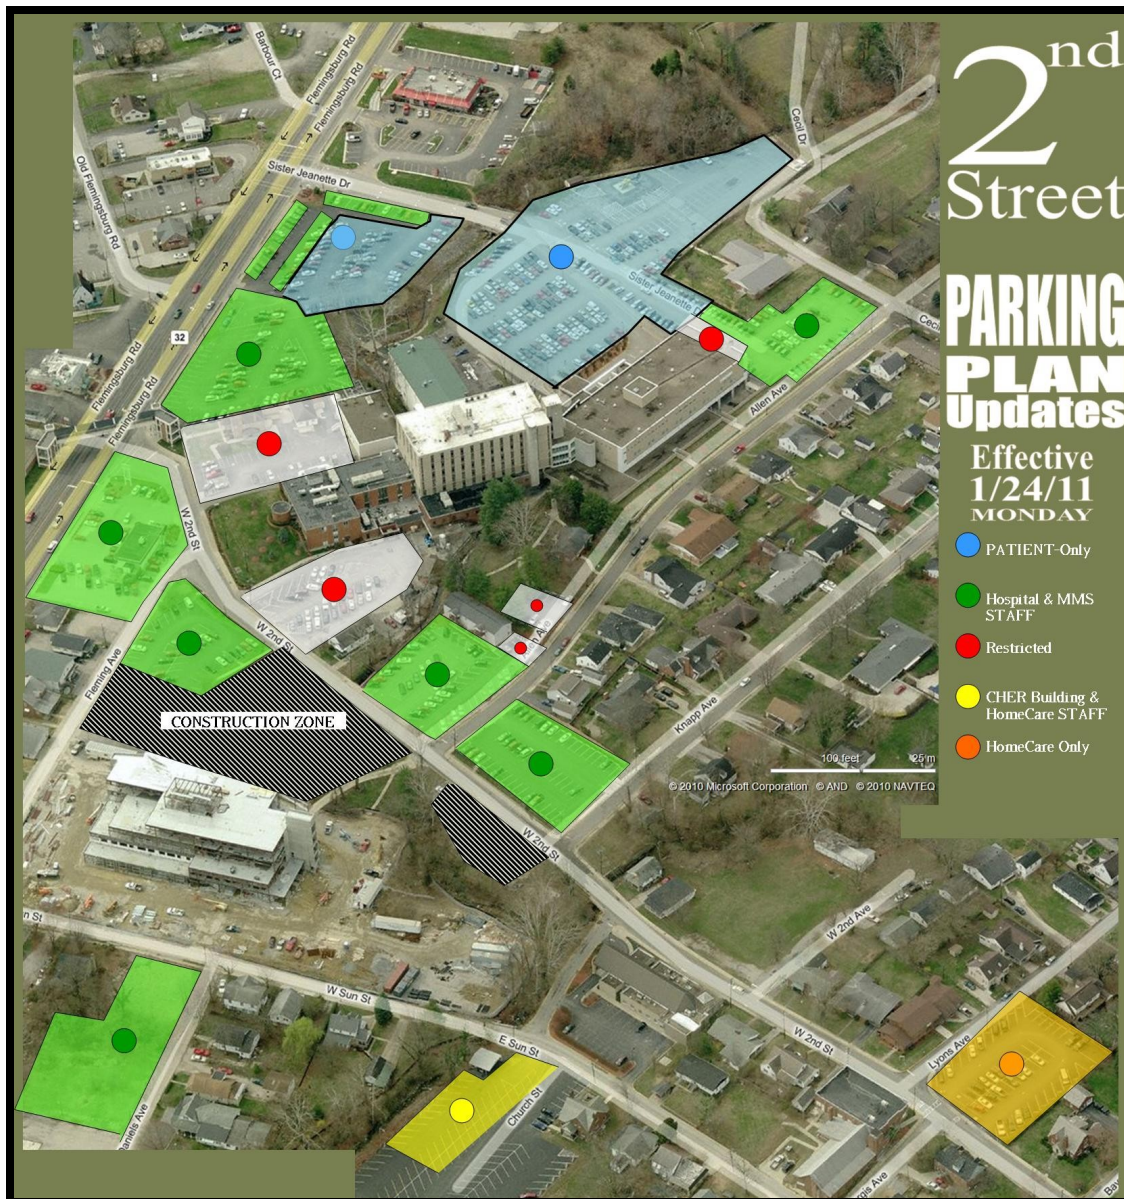 2nd
Street
PARKING
PLAN
Updates
Effective
1/24/11
MONDAY
PATIENT-Only
Hospital & MMS
STAFF
Restricted
CHER Building &
HomeCare STAFF
HomeCare Only
Barbour Ct
Flemingsburg Rd
Flemingsburg Rd
Cecil Dr
Old Flemingsburg Rd
Sister Jeanette Dr
Sister Jeanette
32
Flemingsburg Rd
Flemingsburg Rd
Allen Ave
W 2nd St
W 2nd St
Fleming Ave
CONSTRUCTION ZONE
Knapp Ave
100 feet
25 m
© 2010 Microsoft Corporation © AND © 2010 NAVTEQ
W 2nd St
n St
W 2nd Ave
W Sun St
E Sun St
W 2nd St
Lyons Ave
Church St
Daniels Ave